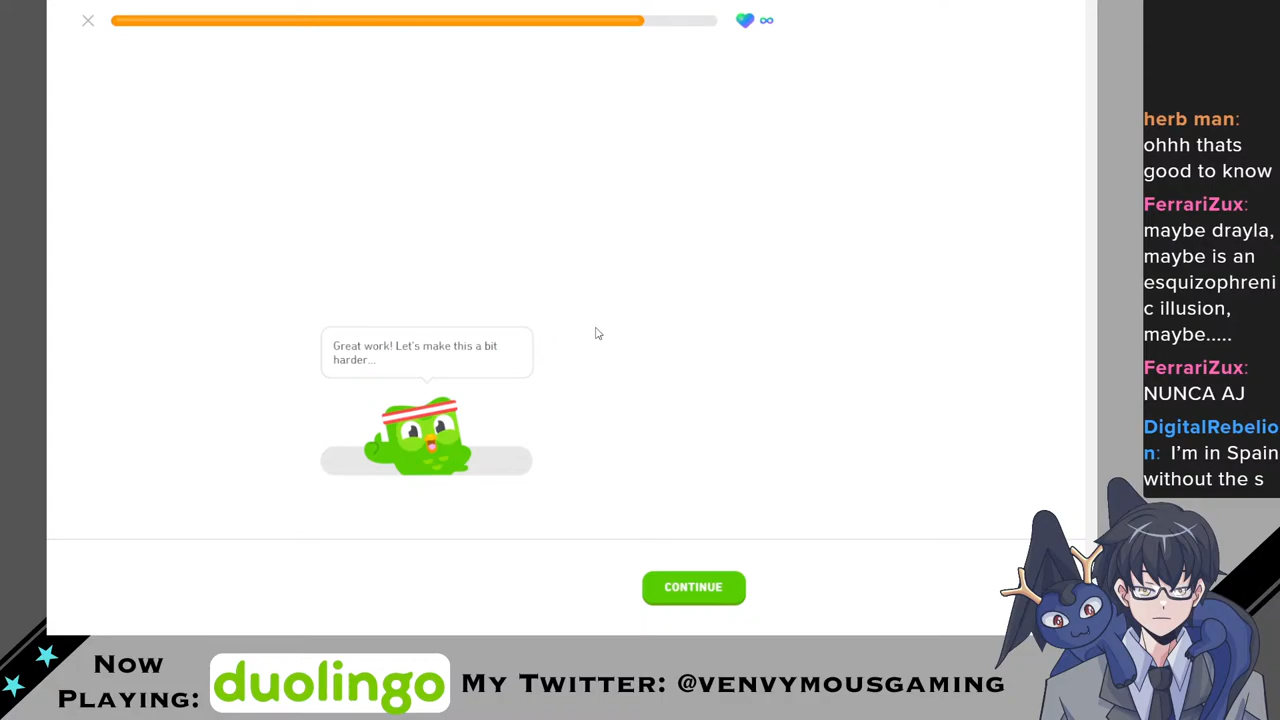 ∞
herb man:
ohhh thats
good to know
FerrariZux:
maybe drayla,
maybe is an
esquizophreni
c illusion,
maybe.....
FerrariZux:
NUNCA AJ
DigitalRebelio
n: I'm in Spain
without the s
Great work! Let's make this a bit
harder...
CONTINUE
Now
Playing:
duolingo
My Twitter: @venvymousgaming